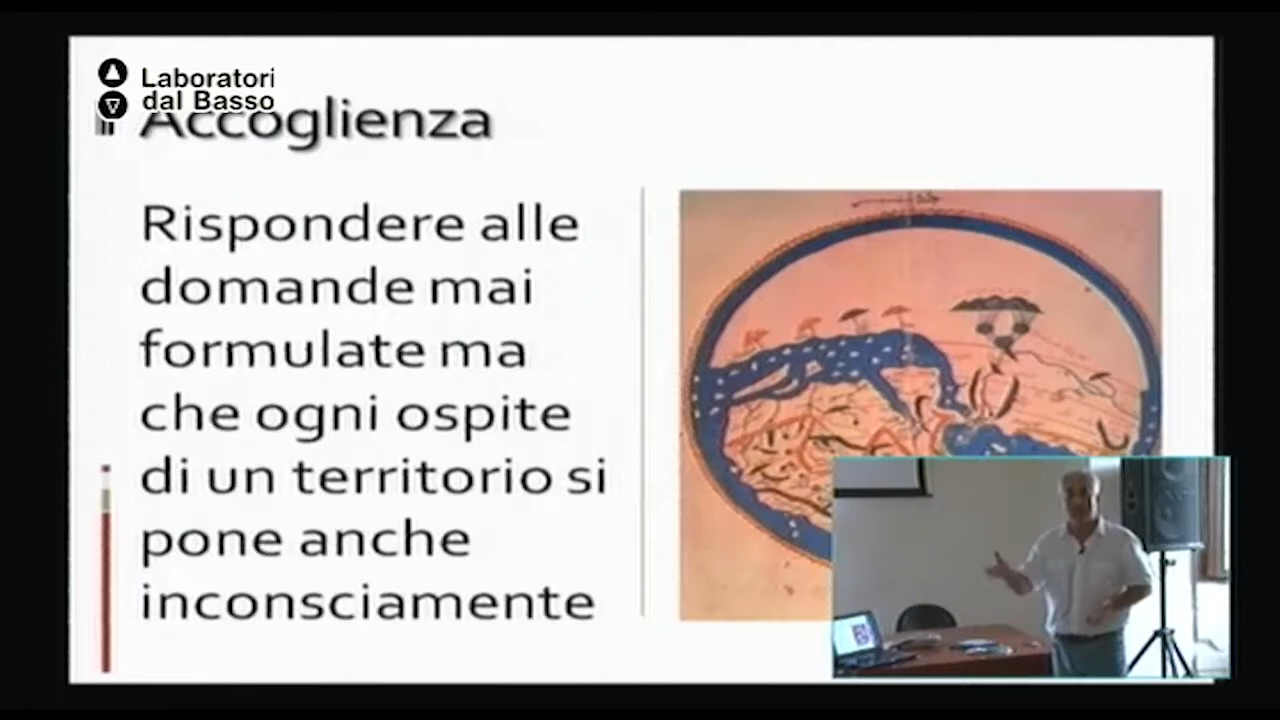 Laboratori
dal Basso
Accoglienza
Rispondere alle
domande mai
formulate ma
che ogni ospite
di un territorio si
pone anche
inconsciamente